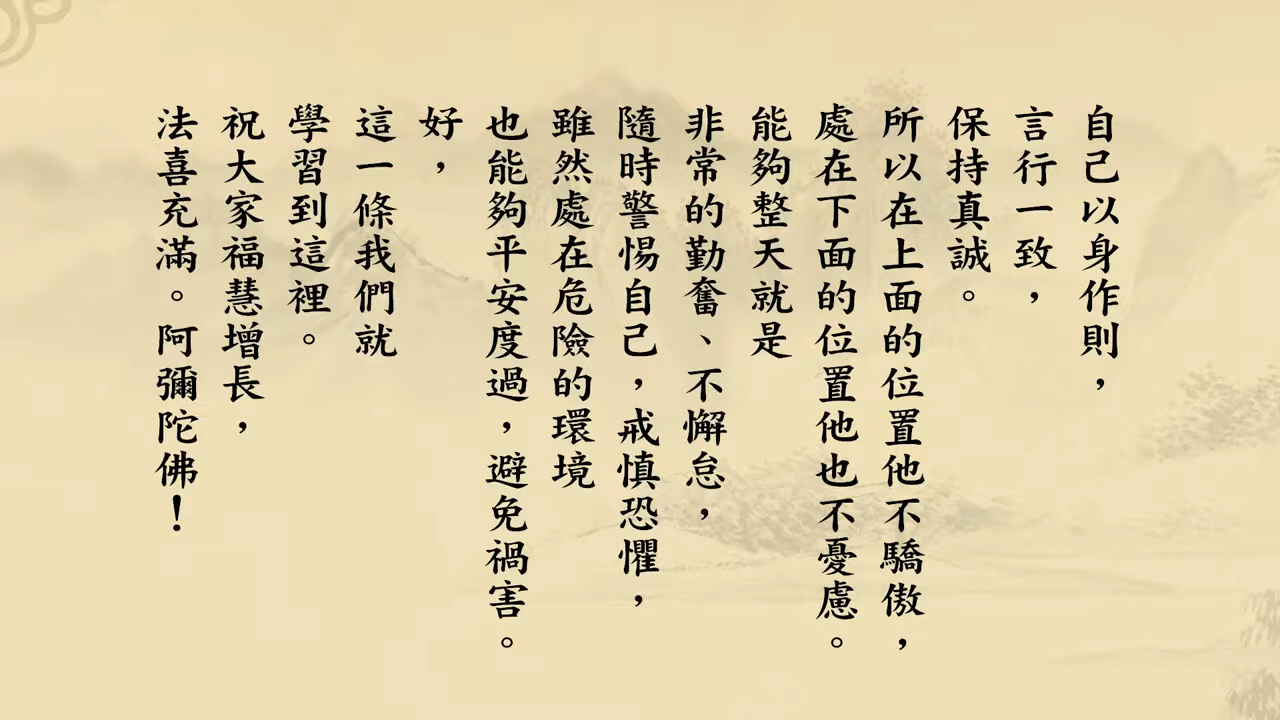 自己以身作則，
言行一致，
保持真誠。
所以在上面的位置他不驕傲，
處在下面的位置他也不憂慮。
能夠整天就是
非常的勤奮、不懈怠，
隨時警惕自己，戒慎恐懼，
雖然處在危險的環境
也能夠平安度過，避免禍害。
好，
這一條我們就
學習到這裡。
祝大家福慧增長，
法喜充滿。阿彌陀佛！